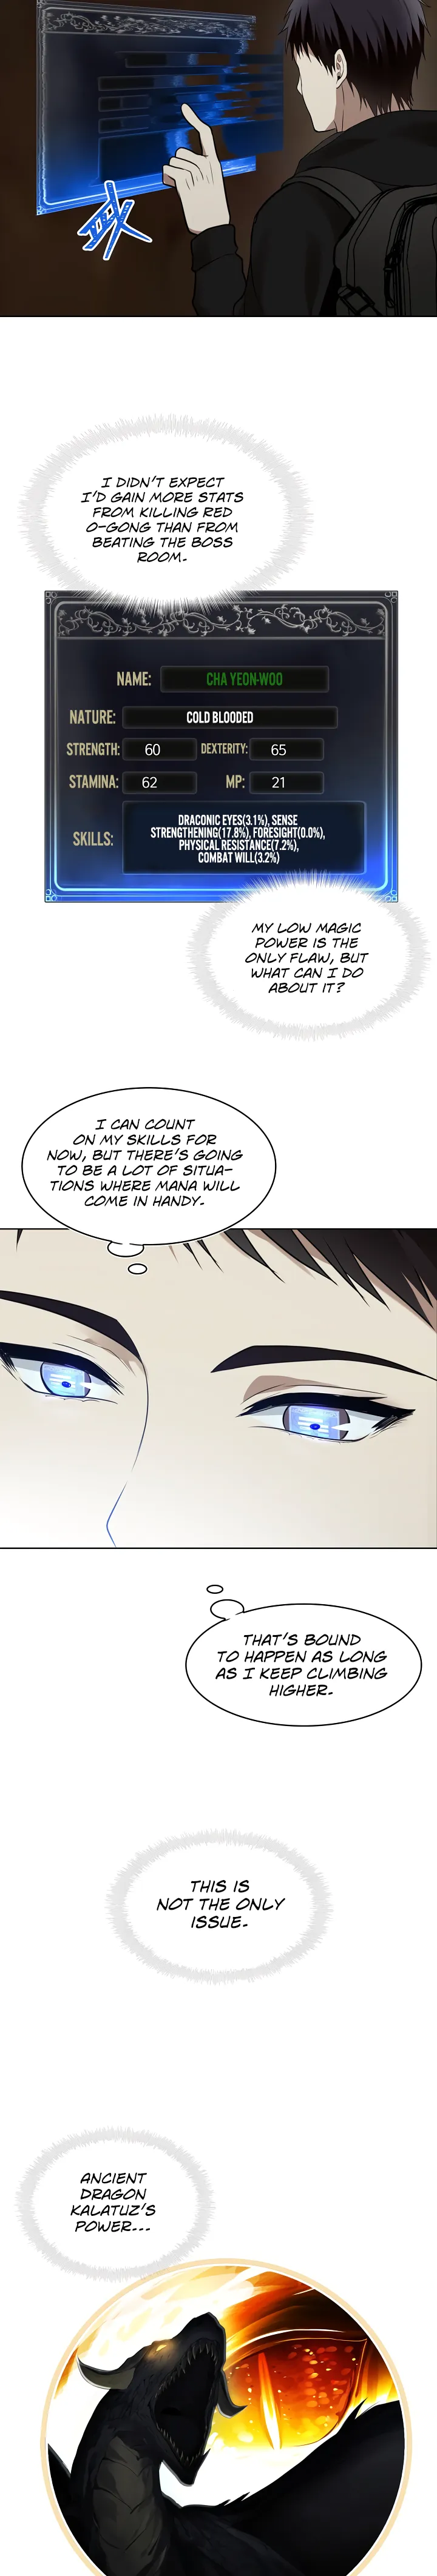 I DIDN'T EXPECT
I'D GAIN MORE STATS
FROM KILLING RED
O-GONG THAN FROM
BEATING THE BOSS
ROOM.
NAME: CHA YEON-WOO
NATURE: COLD BLOODED
STRENGTH: 60 DEXTERITY: 65
STAMINA: 62 MP: 21
SKILLS: DRACONIC EYES(3.1%), SENSE
STRENGTHENING(17.8%), FORESIGHT(0.0%),
PHYSICAL RESISTANCE(7.2%),
COMBAT WILL(3.2%)
MY LOW MAGIC
POWER IS THE
ONLY FLAW, BUT
WHAT CAN I DO
ABOUT IT?
I CAN COUNT
ON MY SKILLS FOR
NOW, BUT THERE'S GOING
TO BE A LOT OF SITUA-
TIONS WHERE MANA WILL
COME IN HANDY.
THAT'S BOUND
TO HAPPEN AS LONG
AS I KEEP CLIMBING
HIGHER.
THIS IS
NOT THE ONLY
ISSUE.
ANCIENT
DRAGON
KALATUZ'S
POWER...